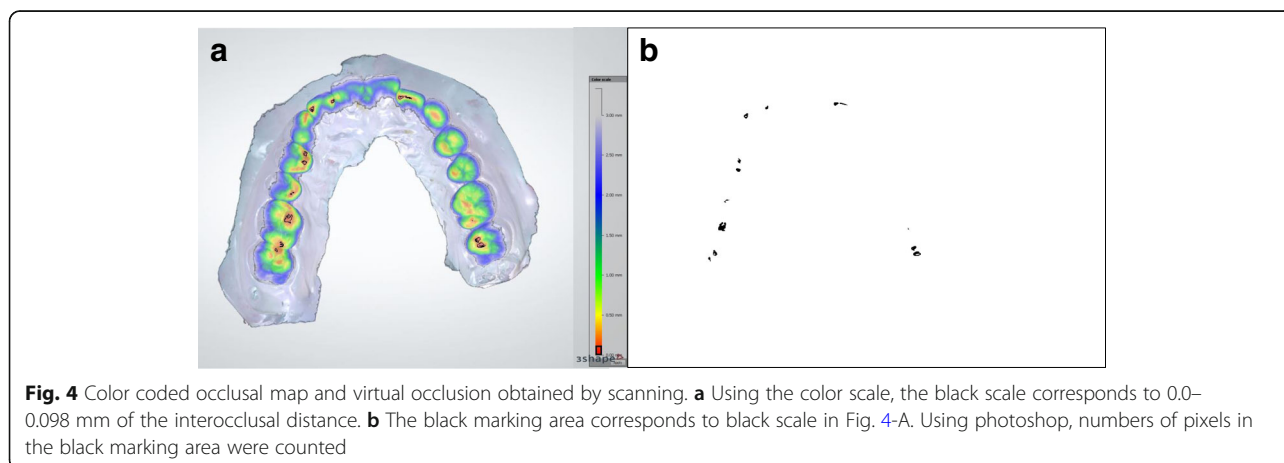 a
b
Color scale
3.00 mm
2.50 mm
2.00 mm
1.50 mm
1.00 mm
0.50 mm
3shape
Fig. 4 Color coded occlusal map and virtual occlusion obtained by scanning. a Using the color scale, the black scale corresponds to 0.0–
0.098 mm of the interocclusal distance. b The black marking area corresponds to black scale in Fig. 4-A. Using photoshop, numbers of pixels in
the black marking area were counted